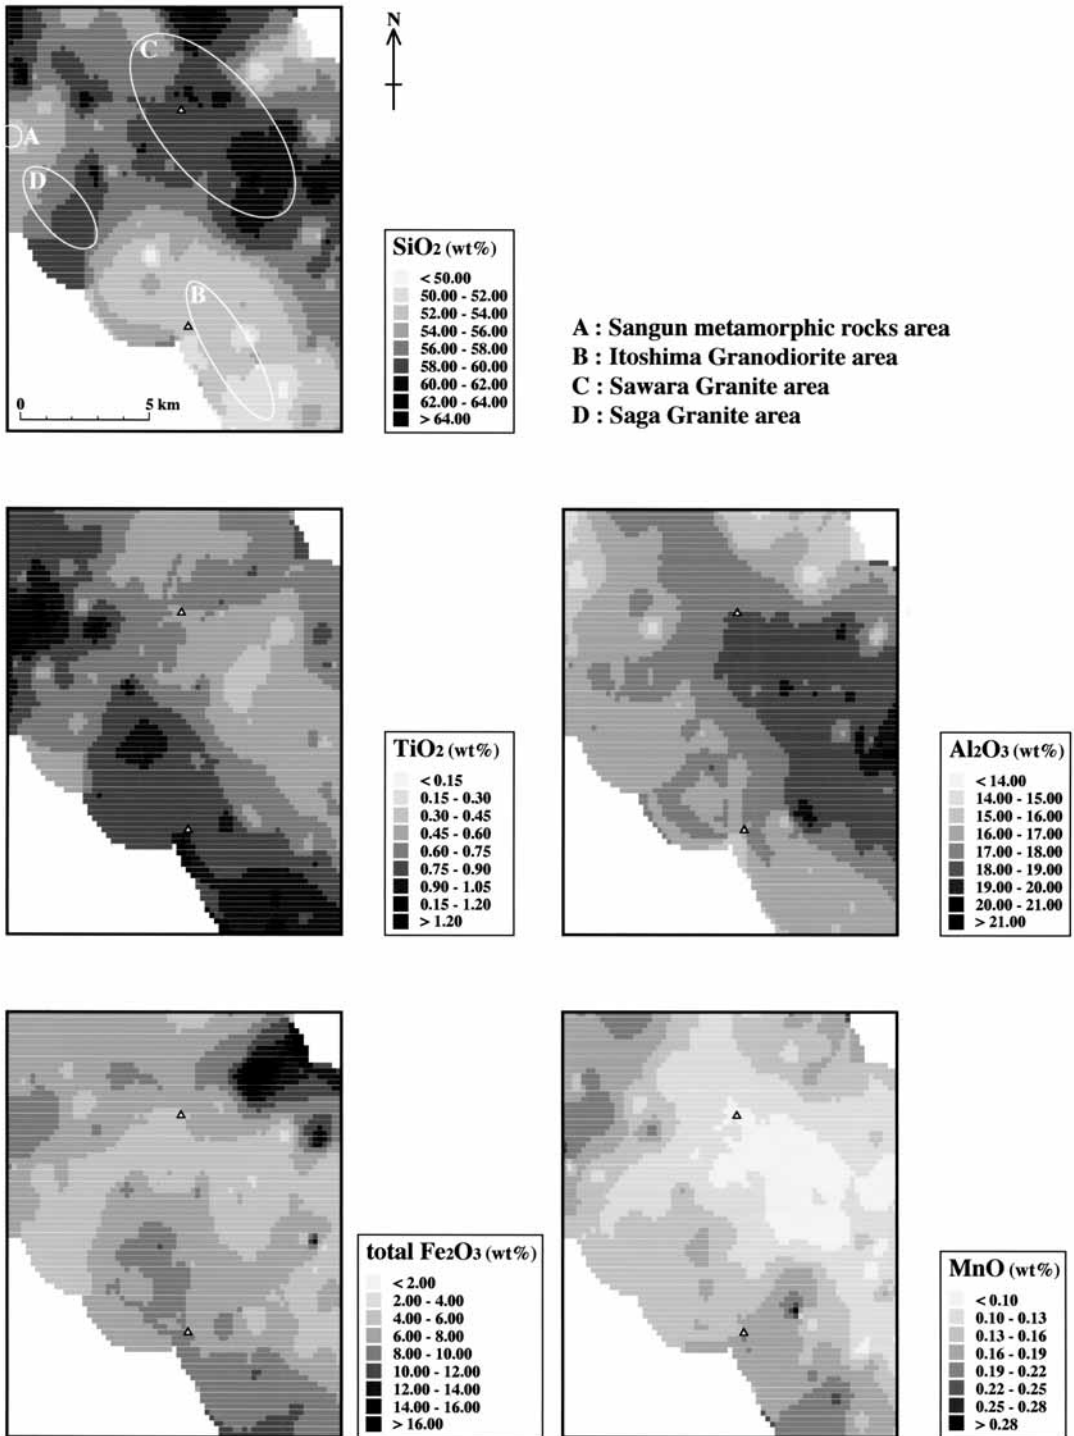 N
C
A
D
B
0 5 km
SiO₂ (wt%)
< 50.00
50.00 - 52.00
52.00 - 54.00
54.00 - 56.00
56.00 - 58.00
58.00 - 60.00
60.00 - 62.00
62.00 - 64.00
> 64.00
A : Sangun metamorphic rocks area
B : Itoshima Granodiorite area
C : Sawara Granite area
D : Saga Granite area
TiO₂ (wt%)
< 0.15
0.15 - 0.30
0.30 - 0.45
0.45 - 0.60
0.60 - 0.75
0.75 - 0.90
0.90 - 1.05
0.15 - 1.20
> 1.20
Al₂O₃ (wt%)
< 14.00
14.00 - 15.00
15.00 - 16.00
16.00 - 17.00
17.00 - 18.00
18.00 - 19.00
19.00 - 20.00
20.00 - 21.00
> 21.00
total Fe₂O₃ (wt%)
< 2.00
2.00 - 4.00
4.00 - 6.00
6.00 - 8.00
8.00 - 10.00
10.00 - 12.00
12.00 - 14.00
14.00 - 16.00
> 16.00
MnO (wt%)
< 0.10
0.10 - 0.13
0.13 - 0.16
0.16 - 0.19
0.19 - 0.22
0.22 - 0.25
0.25 - 0.28
> 0.28